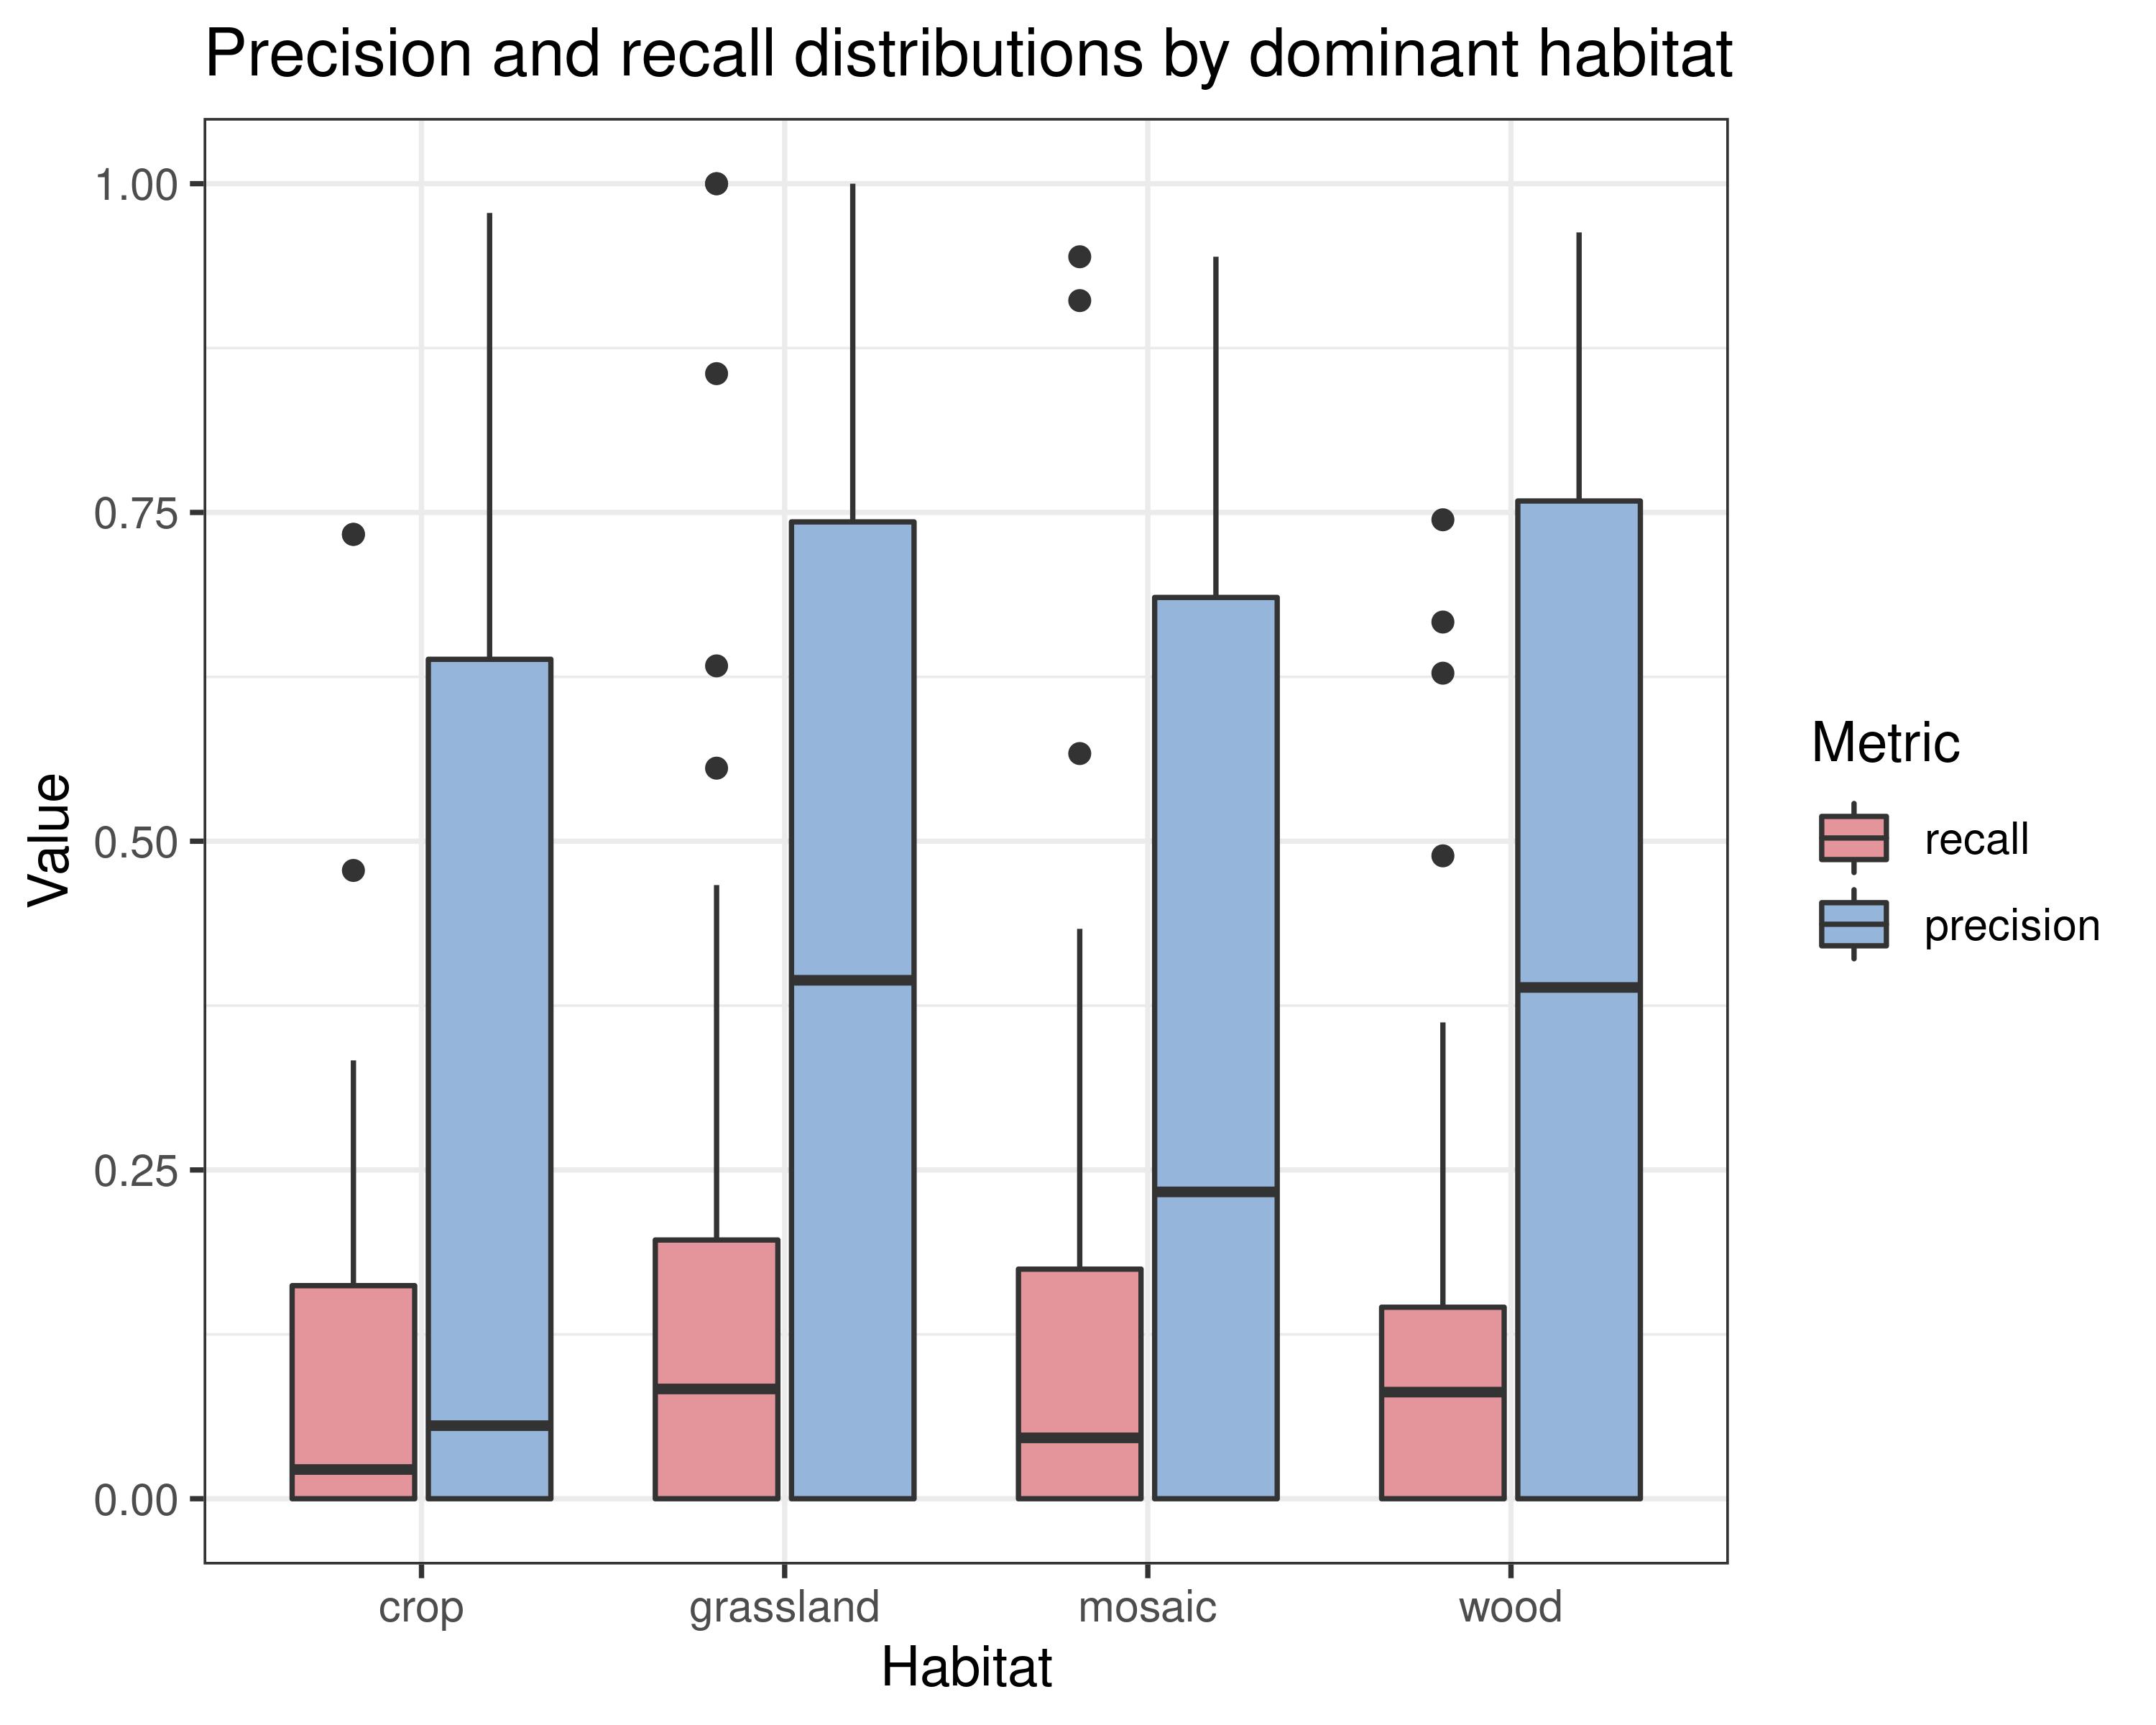 Precision and recall distributions by dominant habitat
Value
1.00
0.75
0.50
0.25
0.00
crop grassland mosaic wood
Habitat
Metric
recall
precision